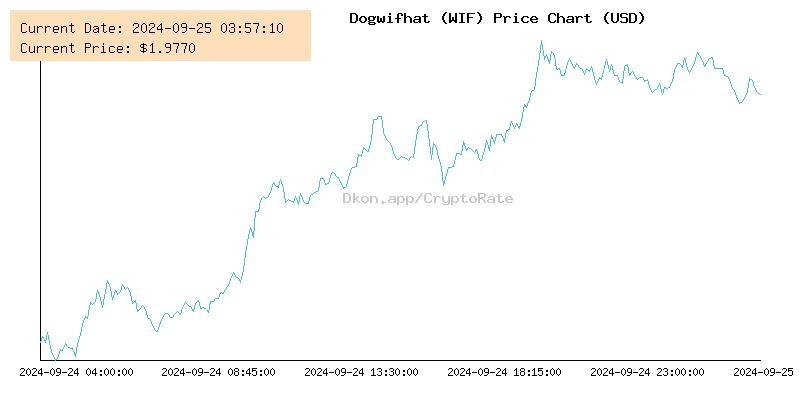 Dogwifhat (WIF) Price Chart (USD)
Current Date: 2024-09-25 03:57:10
Current Price: $1.9770
Dkon.app/CryptoRate
2024-09-24 04:00:00 2024-09-24 08:45:00 2024-09-24 13:30:00 2024-09-24 18:15:00 2024-09-24 23:00:00 2024-09-25